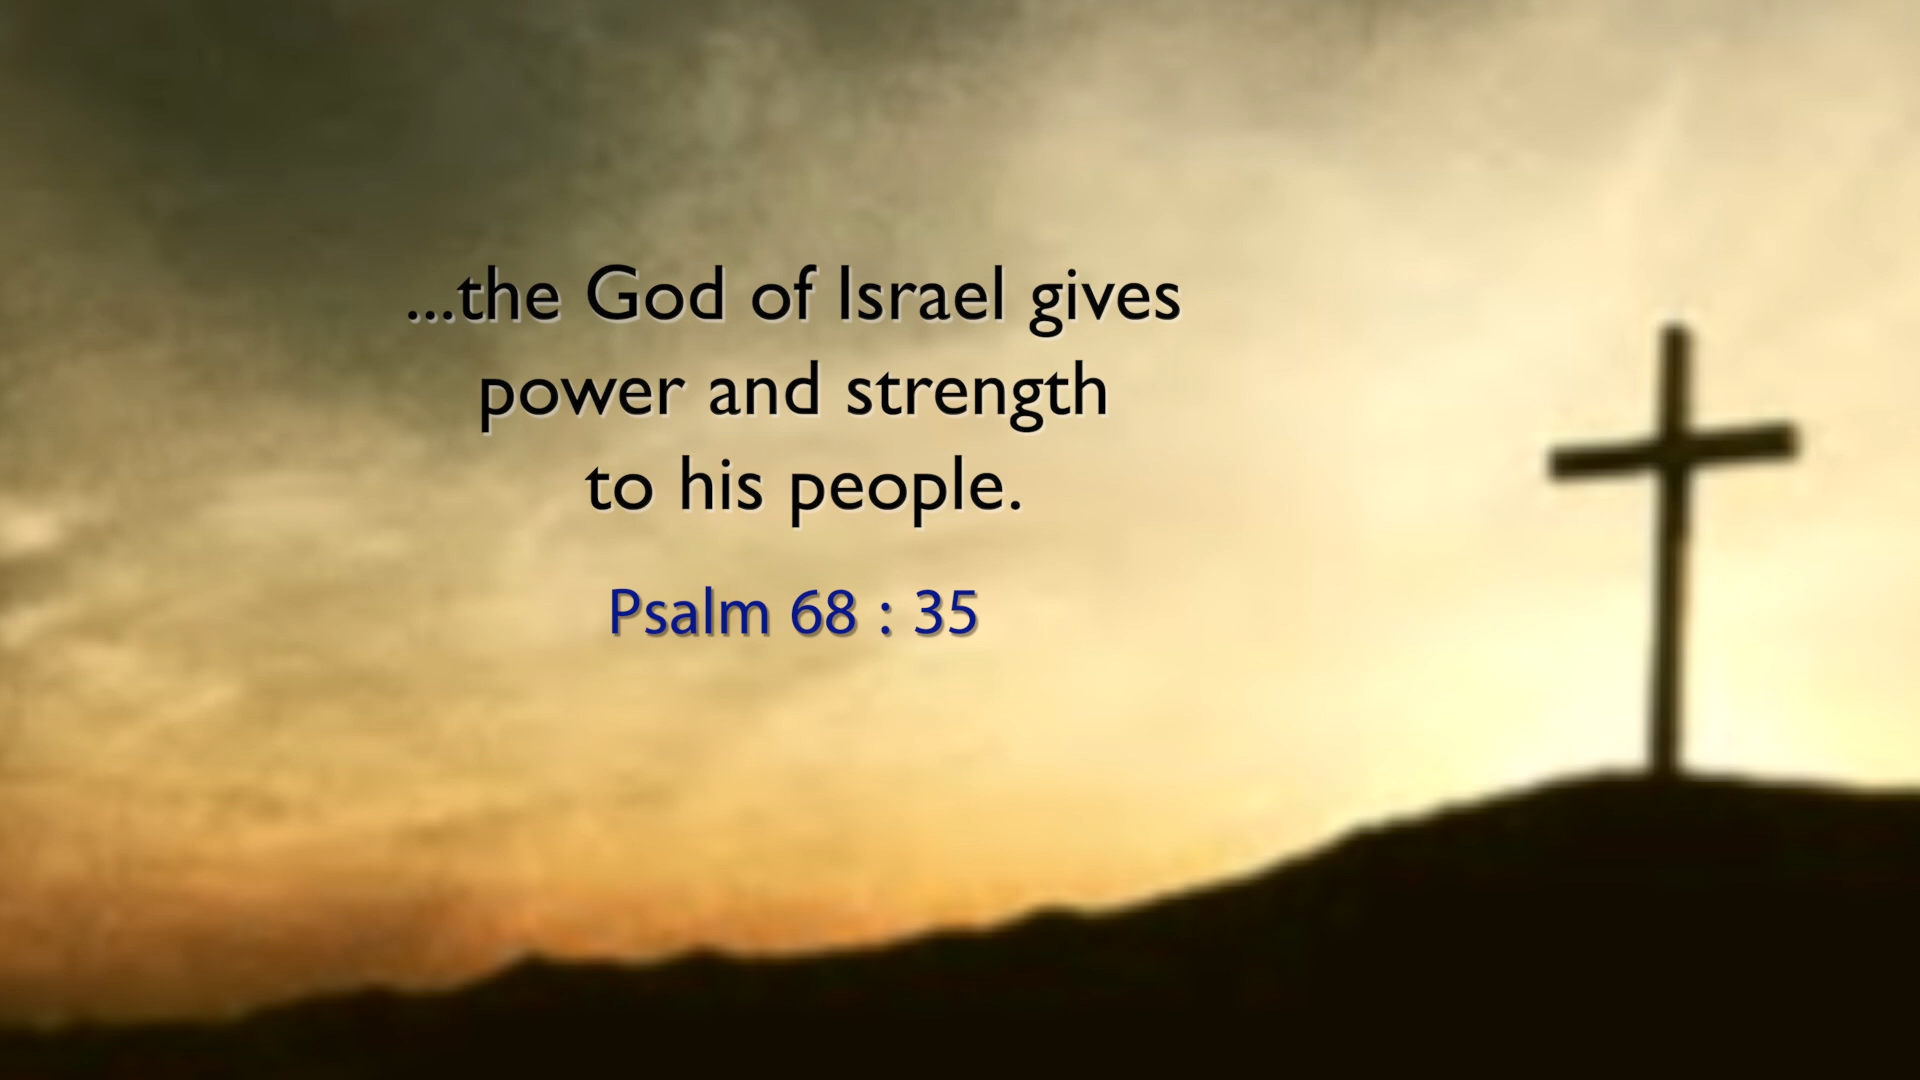 ...the God of Israel gives
power and strength
to his people.
Psalm 68 : 35